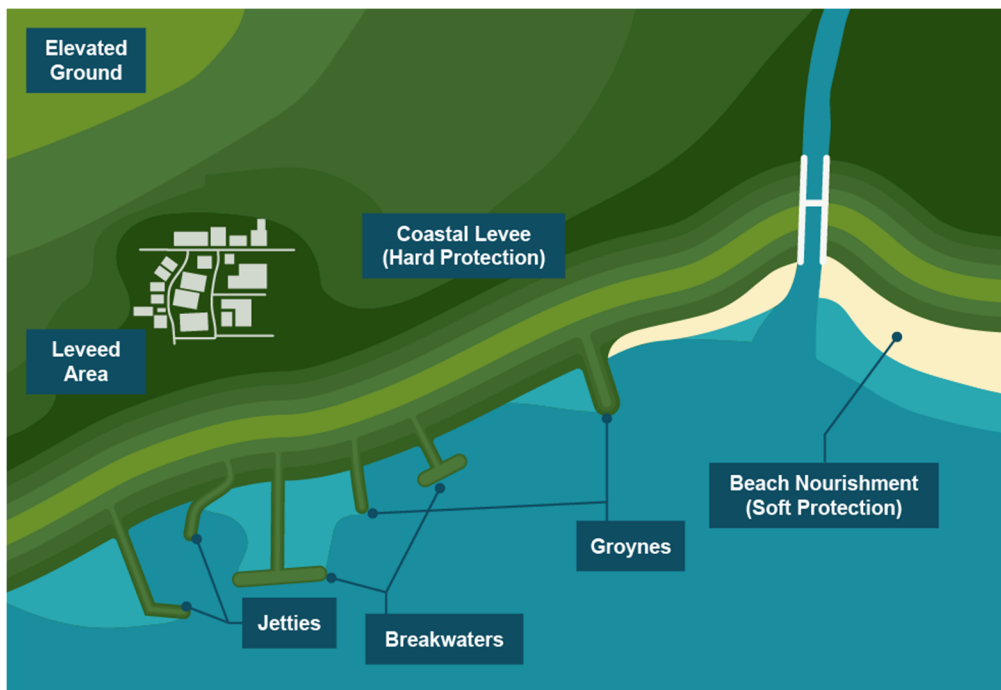 Elevated
Ground
Coastal Levee
(Hard Protection)
Leveed
Area
Beach Nourishment
(Soft Protection)
Groynes
Jetties
Breakwaters